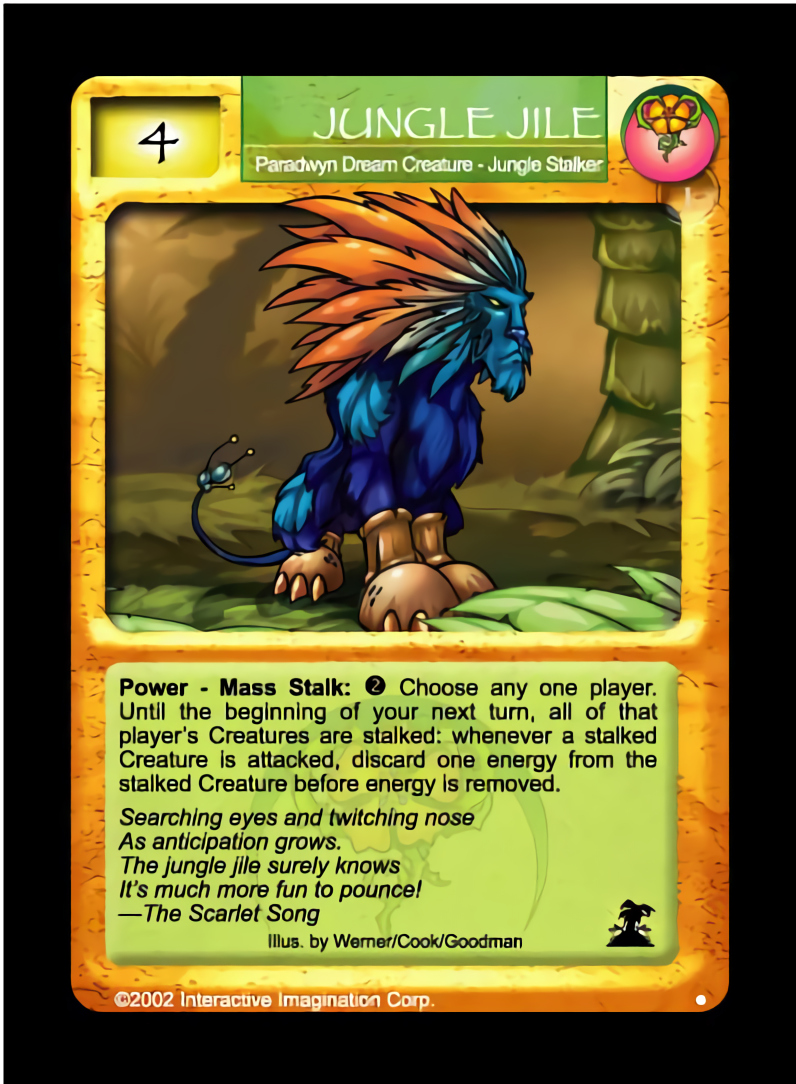 4
JUNGLE JILE
Paradwyn Dream Creature - Jungle Stalker
Power - Mass Stalk: ❷ Choose any one player.
Until the beginning of your next turn, all of that
player's Creatures are stalked: whenever a stalked
Creature is attacked, discard one energy from the
stalked Creature before energy is removed.
Searching eyes and twitching nose
As anticipation grows.
The jungle jile surely knows
It's much more fun to pounce!
—The Scarlet Song
Illus. by Werner/Cook/Goodman
©2002 Interactive Imagination Corp.